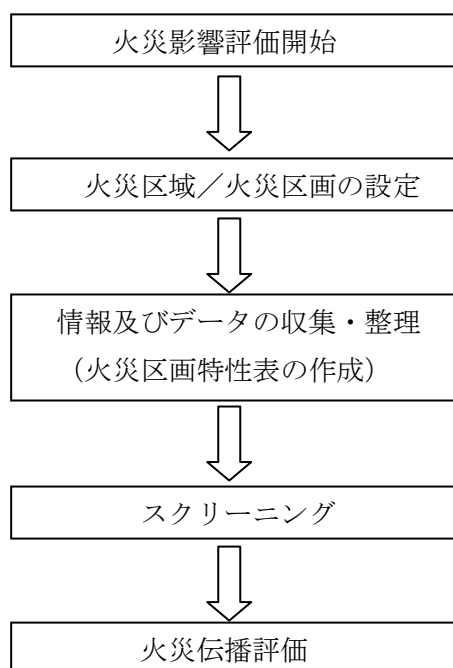 火災影響評価開始
火災区域／火災区画の設定
情報及びデータの収集・整理
（火災区画特性表の作成）
スクリーニング
火災伝播評価